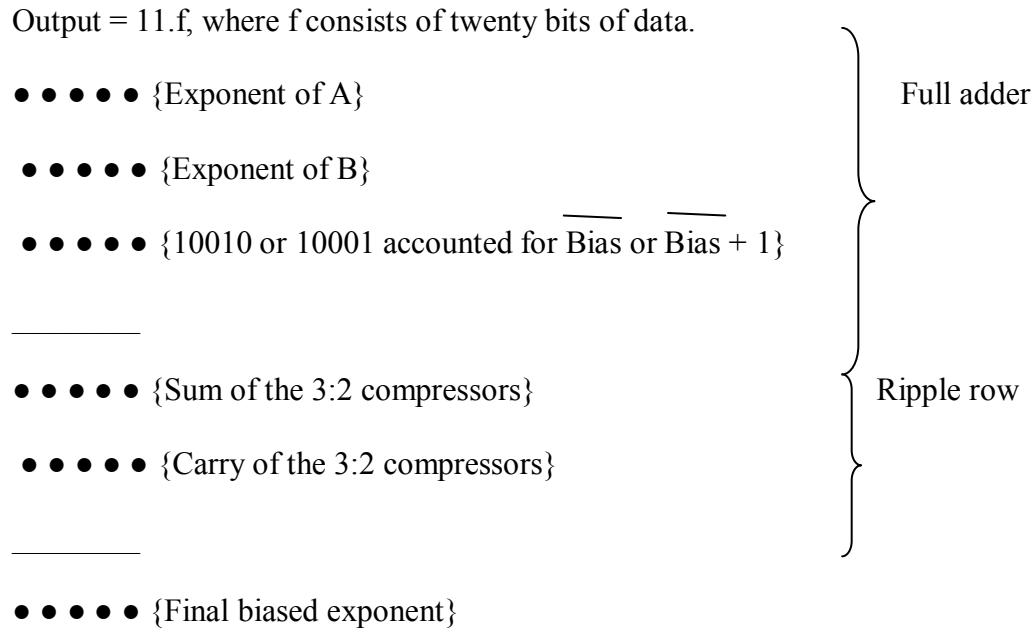 Output = 11.f, where f consists of twenty bits of data.
● ● ● ● ● {Exponent of A} Full adder
● ● ● ● ● {Exponent of B}
● ● ● ● ● {10010 or 10001 accounted for B̅i̅a̅s̅ or B̅i̅a̅s̅ + 1}
● ● ● ● ● {Sum of the 3:2 compressors} Ripple row
● ● ● ● ● {Carry of the 3:2 compressors}
● ● ● ● ● {Final biased exponent}